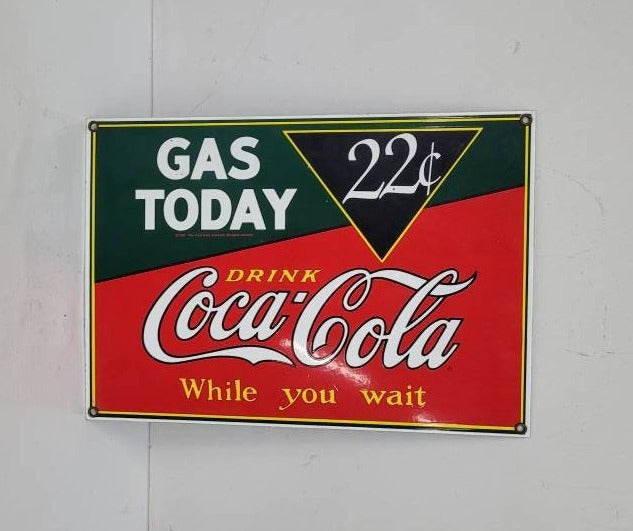 GAS
TODAY
22¢
DRINK
Coca-Cola
While you wait